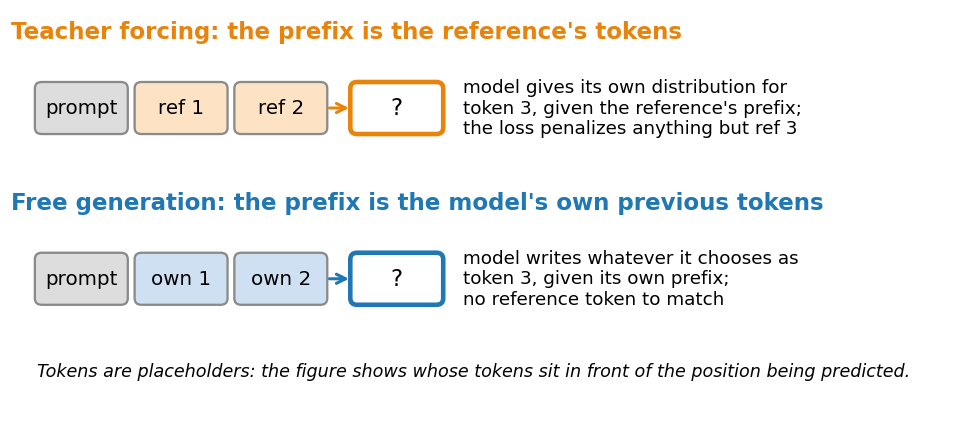 Teacher forcing: the prefix is the reference's tokens
prompt
ref 1
ref 2
?
model gives its own distribution for
token 3, given the reference's prefix;
the loss penalizes anything but ref 3
Free generation: the prefix is the model's own previous tokens
prompt
own 1
own 2
?
model writes whatever it chooses as
token 3, given its own prefix;
no reference token to match
Tokens are placeholders: the figure shows whose tokens sit in front of the position being predicted.